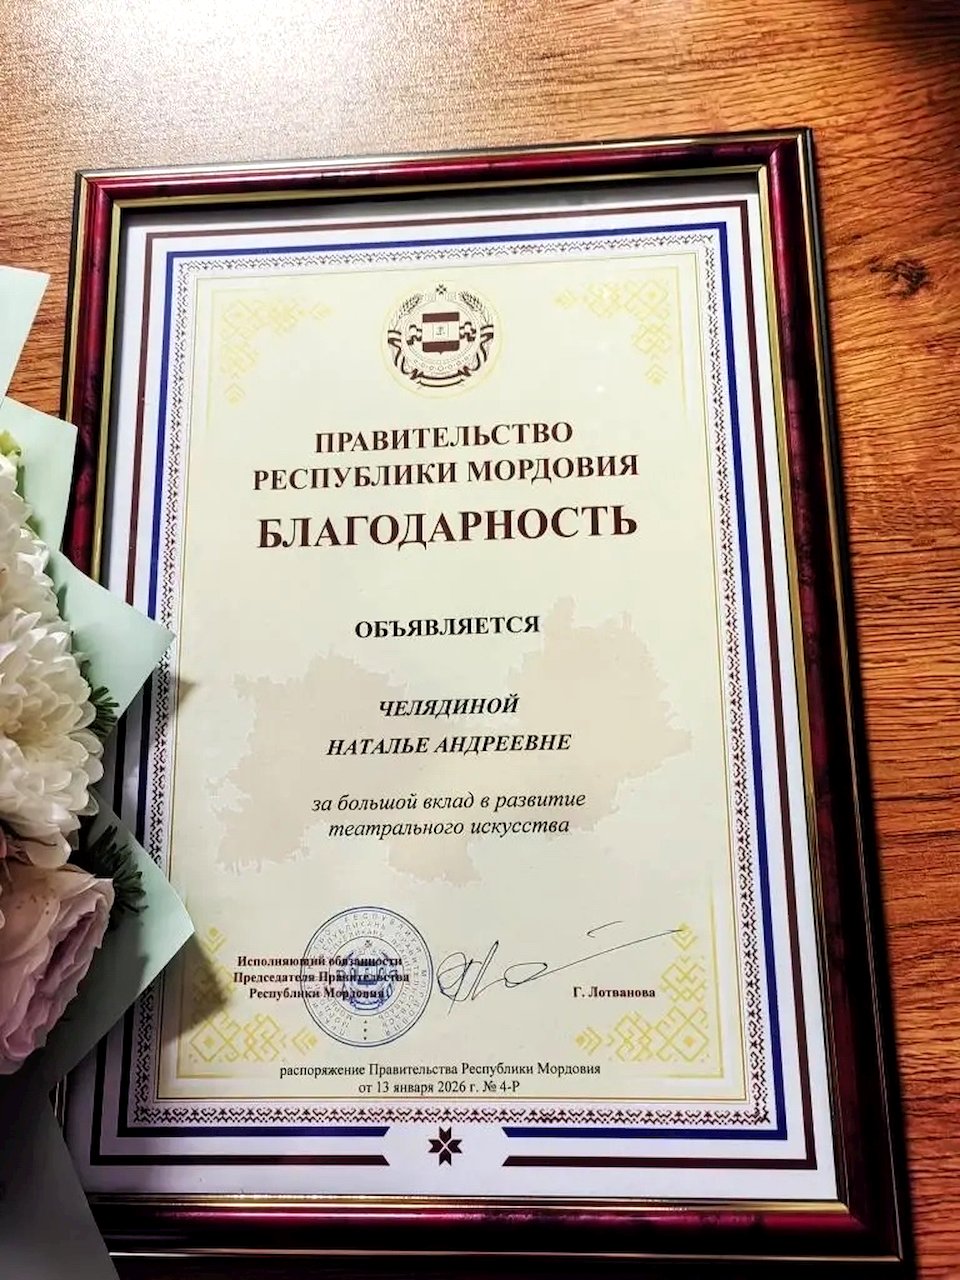 ПРАВИТЕЛЬСТВО
РЕСПУБЛИКИ МОРДОВИЯ
БЛАГОДАРНОСТЬ
ОБЪЯВЛЯЕТСЯ
ЧЕЛЯДИНОЙ
НАТАЛЬЕ АНДРЕЕВНЕ
за большой вклад в развитие
театрального искусства
Исполняющий обязанности
Председателя Правительства
Республики Мордовия
Г. Лотванова
распоряжение Правительства Республики Мордовия
от 13 января 2026 г. № 4-Р